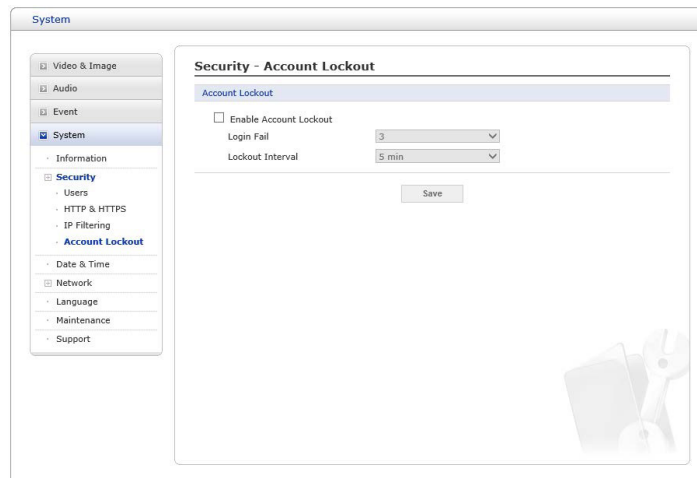 System
Video & Image
Audio
Event
System
Information
Security
Users
HTTP & HTTPS
IP Filtering
Account Lockout
Date & Time
Network
Language
Maintenance
Support
Security - Account Lockout
Account Lockout
Enable Account Lockout
Login Fail 3
Lockout Interval 5 min
Save